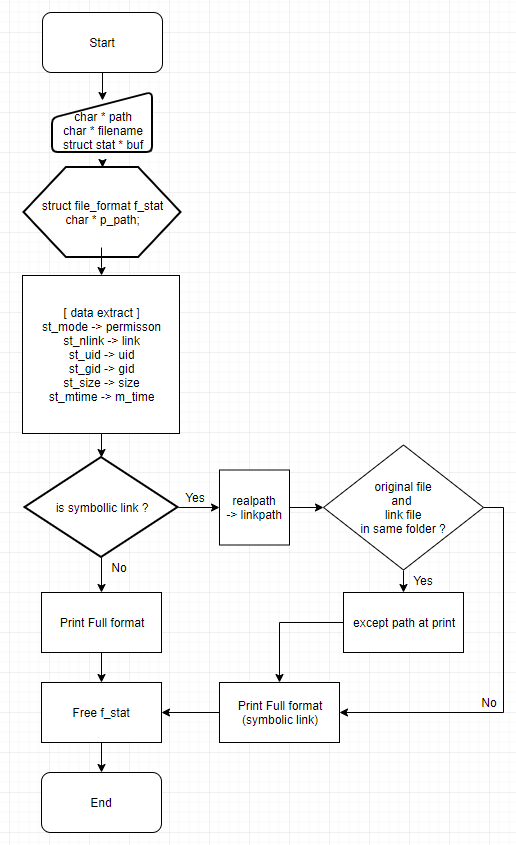 Start
char * path
char * filename
struct stat * buf
struct file_format f_stat
char * p_path;
[ data extract ]
st_mode -> permisson
st_nlink -> link
st_uid -> uid
st_gid -> gid
st_size -> size
st_mtime -> m_time
is symbollic link ?
Yes
realpath
-> linkpath
original file
and
link file
in same folder ?
No
Yes
Print Full format
except path at print
Free f_stat
Print Full format
(symbolic link)
No
End